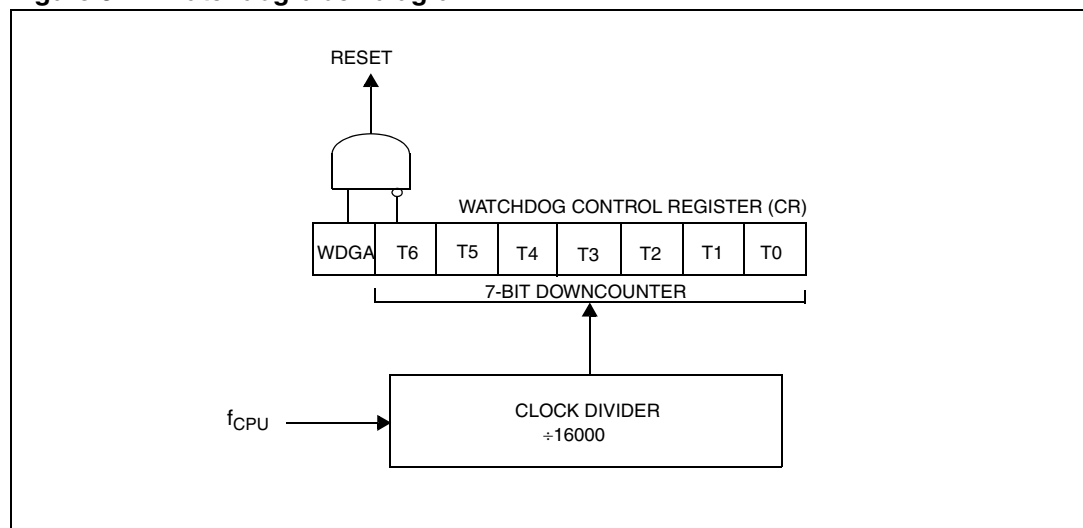 RESET
WATCHDOG CONTROL REGISTER (CR)
WDGA T6 T5 T4 T3 T2 T1 T0
7-BIT DOWNCOUNTER
fCPU
CLOCK DIVIDER
÷16000